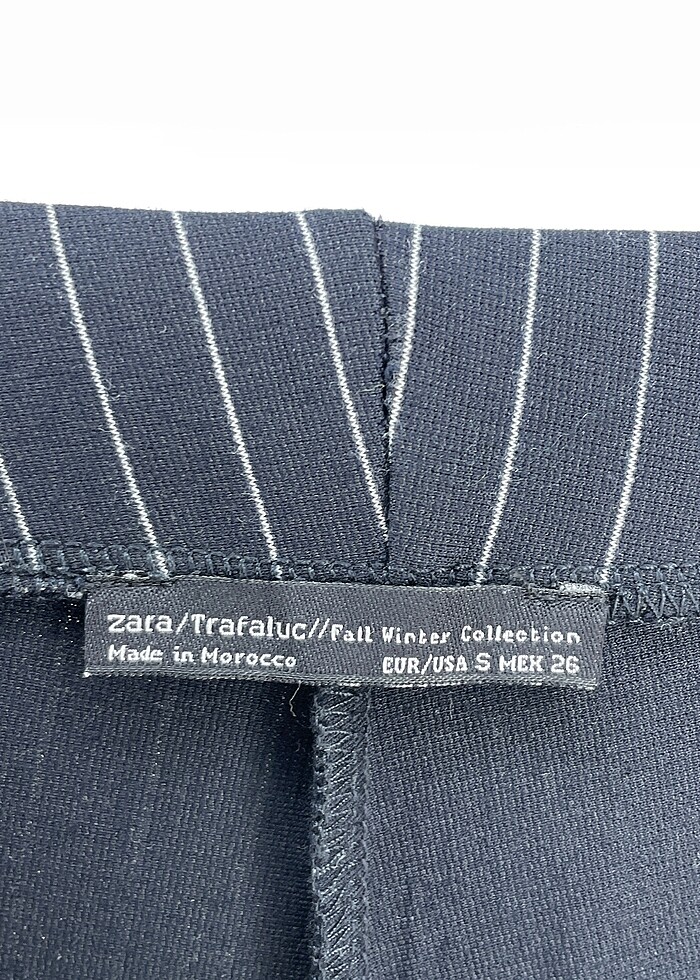 zara/Trafaluc//Fall Winter Collection
Made in Morocco EUR/USA S MEX 26